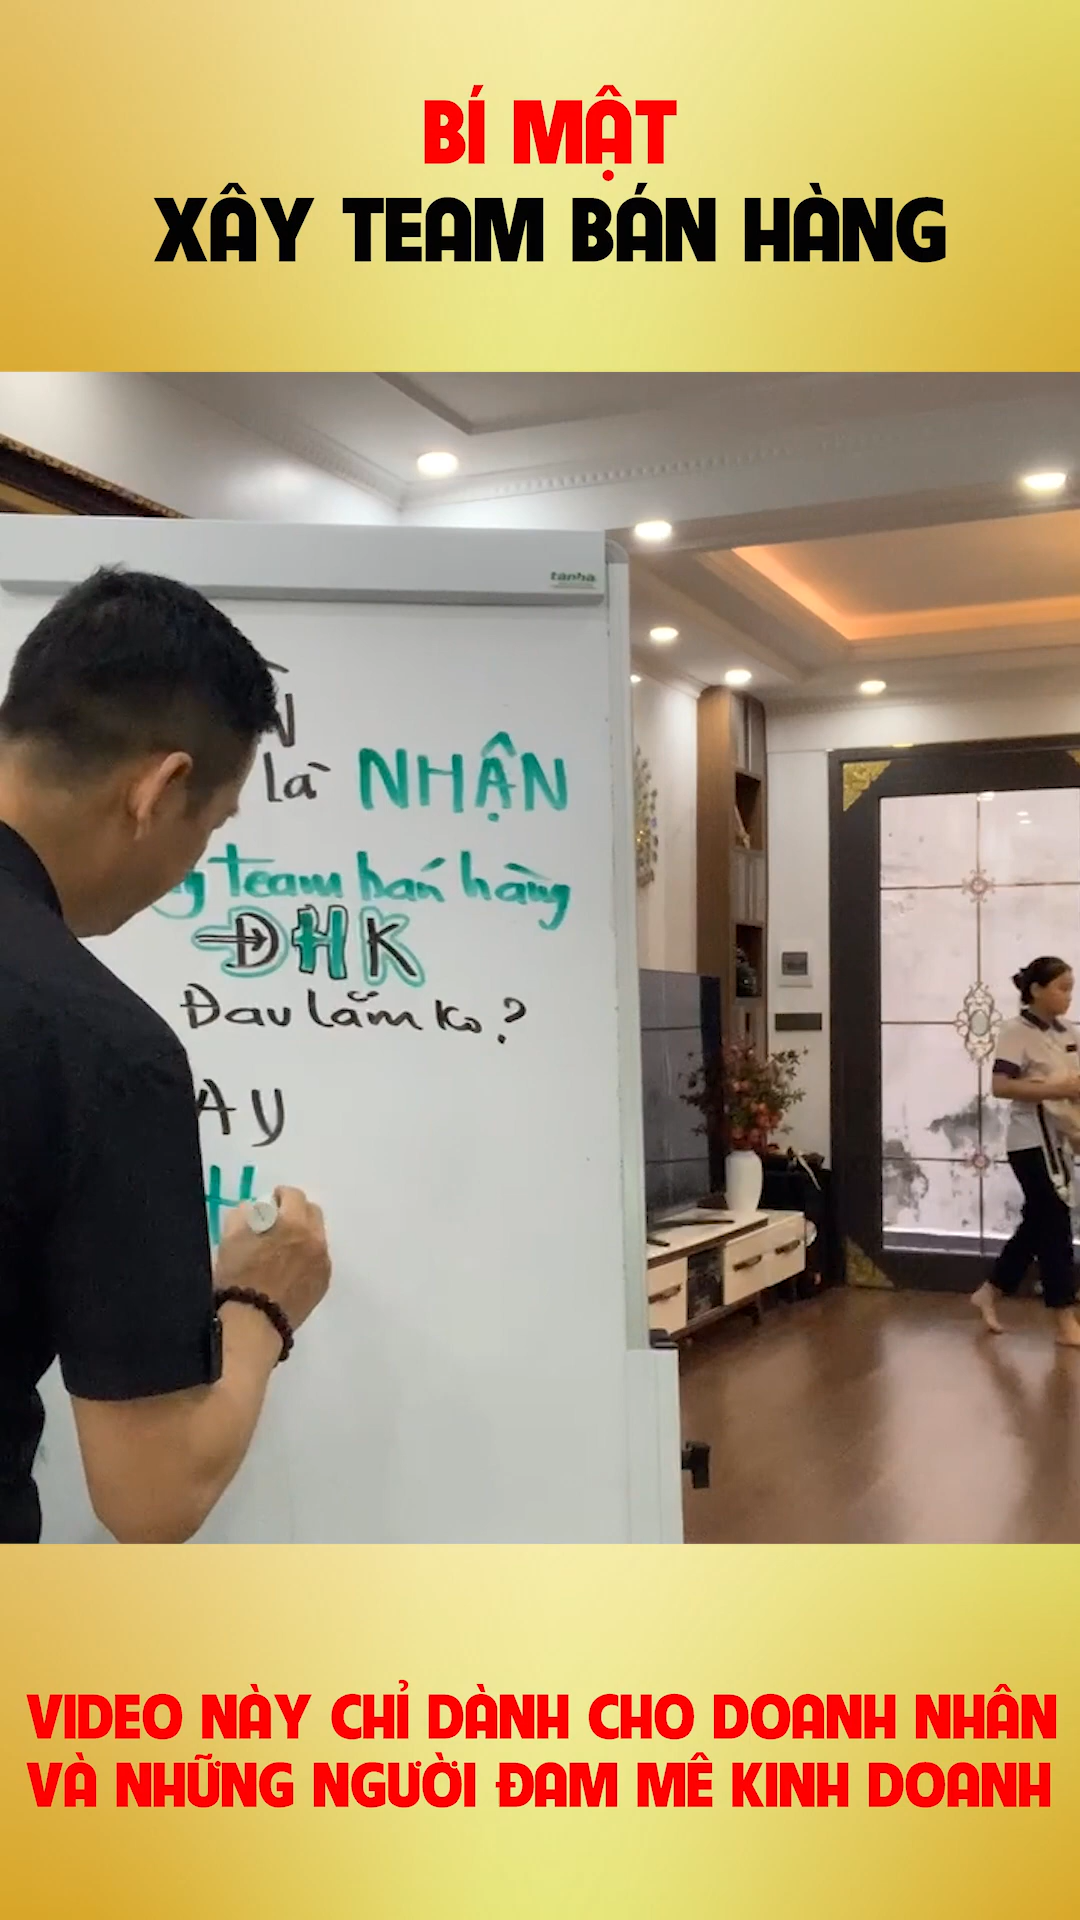 BÍ MẬT
XÂY TEAM BÁN HÀNG
tanha
là NHẬN
team bán hàng
ĐHK
Đau lắm ko?
AY
H
VIDEO NÀY CHỈ DÀNH CHO DOANH NHÂN
VÀ NHỮNG NGƯỜI ĐAM MÊ KINH DOANH